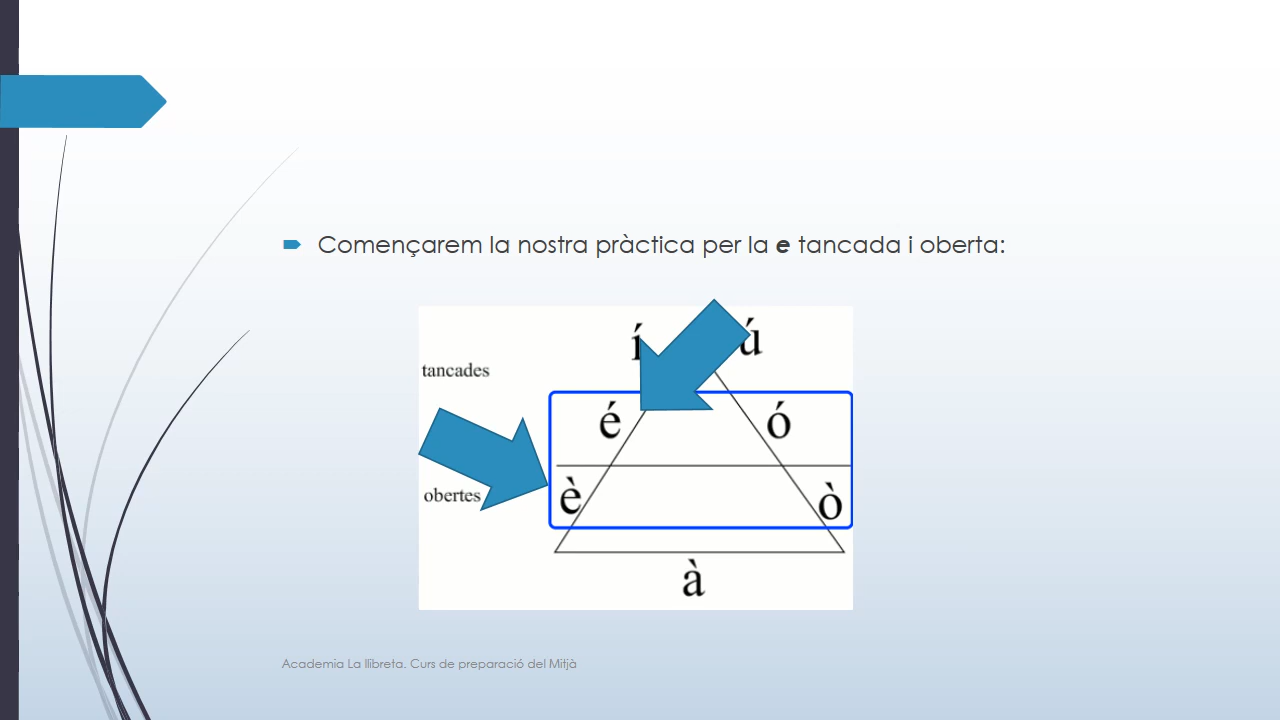 Començarem la nostra pràctica per la e tancada i oberta:
í ú
tancades
é ó
è ò
obertes
à
Academia La llibreta. Curs de preparació del Mitjà